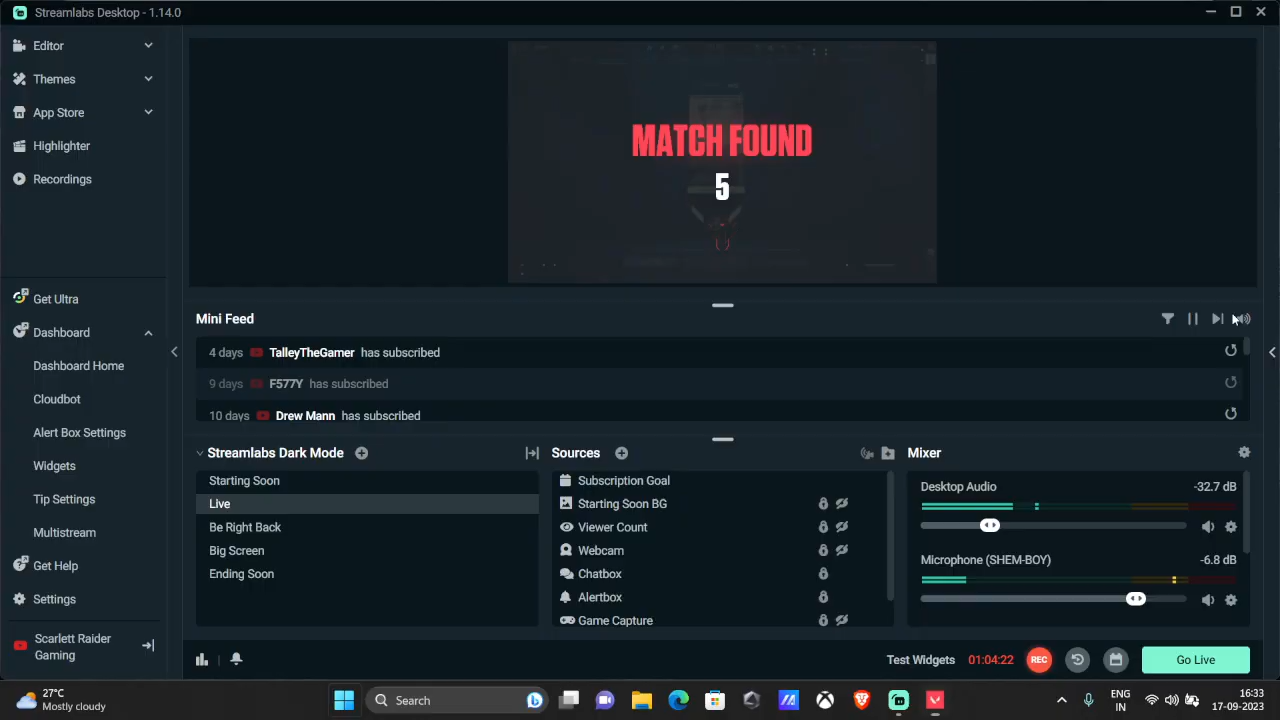 Streamlabs Desktop - 1.14.0
Editor
Themes
App Store
Highlighter
Recordings
Get Ultra
Dashboard
Dashboard Home
Cloudbot
Alert Box Settings
Widgets
Tip Settings
Multistream
Get Help
Settings
Scarlett Raider
Gaming
MATCH FOUND
5
Mini Feed
4 days TalleyTheGamer has subscribed
9 days F577Y has subscribed
10 days Drew Mann has subscribed
Streamlabs Dark Mode
Starting Soon
Live
Be Right Back
Big Screen
Ending Soon
Sources
Subscription Goal
Starting Soon BG
Viewer Count
Webcam
Chatbox
Alertbox
Game Capture
Mixer
Desktop Audio -32.7 dB
Microphone (SHEM-BOY) -6.8 dB
Test Widgets 01:04:22 REC Go Live
27°C
Mostly cloudy
Search
ENG
IN
16:33
17-09-2023